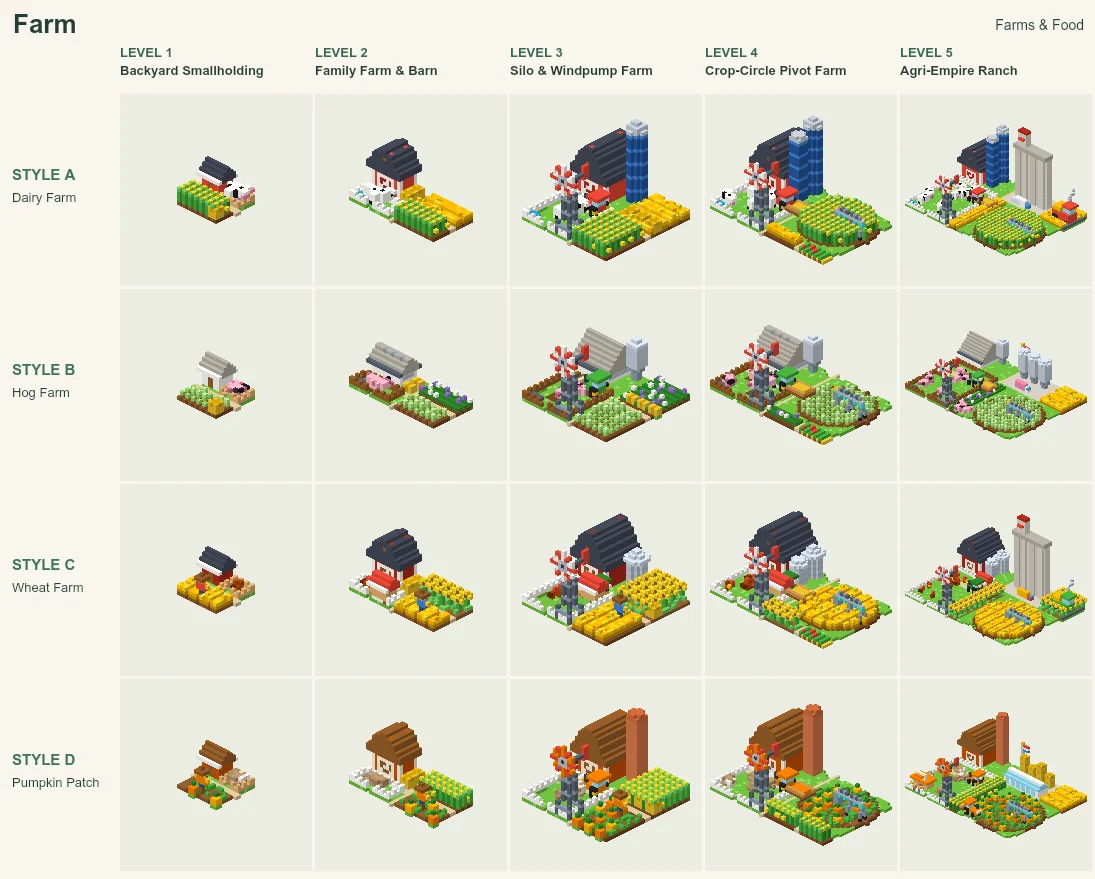 Farm
Farms & Food
LEVEL 1
Backyard Smallholding
LEVEL 2
Family Farm & Barn
LEVEL 3
Silo & Windpump Farm
LEVEL 4
Crop-Circle Pivot Farm
LEVEL 5
Agri-Empire Ranch
STYLE A
Dairy Farm
STYLE B
Hog Farm
STYLE C
Wheat Farm
STYLE D
Pumpkin Patch